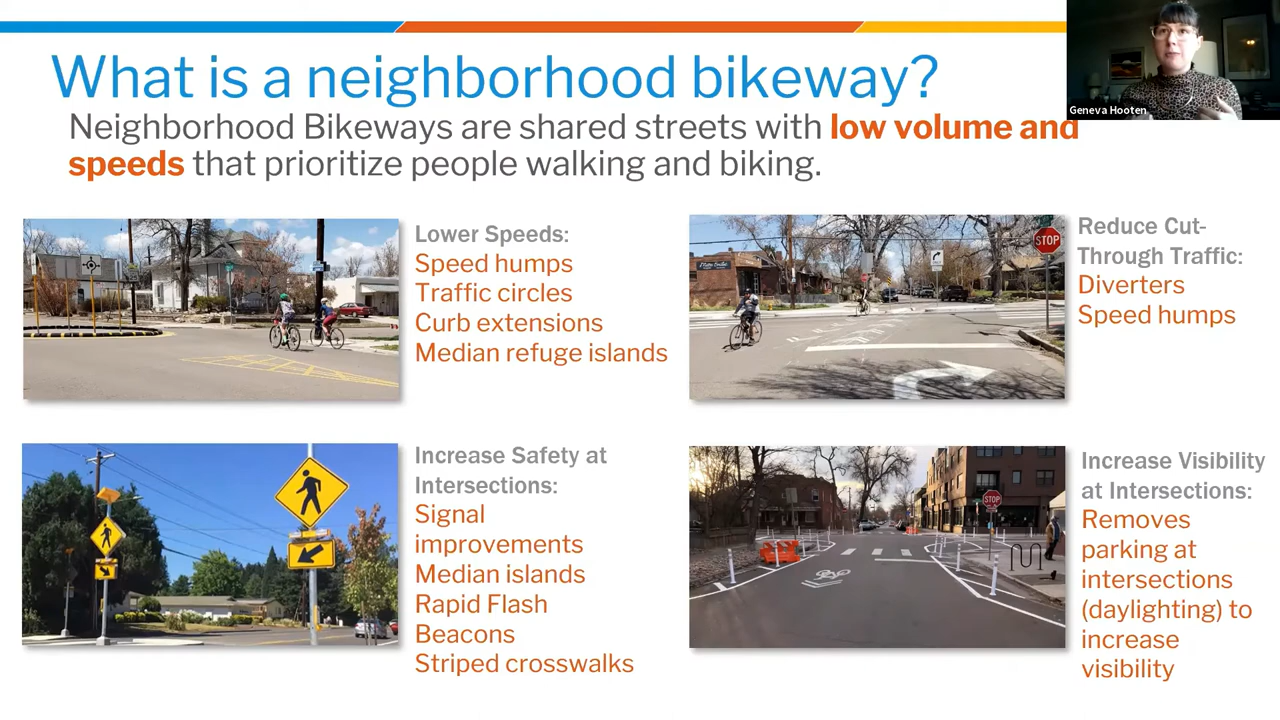 What is a neighborhood bikeway?
Geneva Hooten
Neighborhood Bikeways are shared streets with low volume and
speeds that prioritize people walking and biking.
Lower Speeds:
Speed humps
Traffic circles
Curb extensions
Median refuge islands
STOP
Reduce Cut-
Through Traffic:
Diverters
Speed humps
Increase Safety at
Intersections:
Signal
improvements
Median islands
Rapid Flash
Beacons
Striped crosswalks
STOP
Increase Visibility
at Intersections:
Removes
parking at
intersections
(daylighting) to
increase
visibility